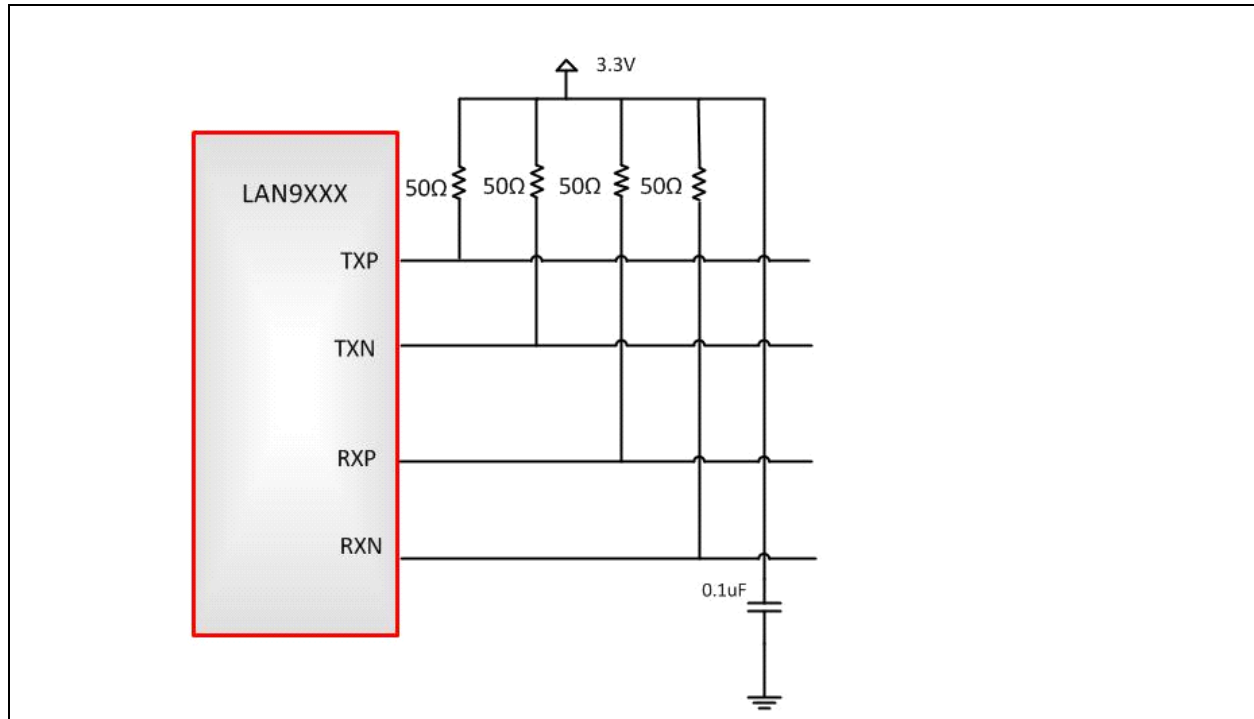 3.3V
LAN9XXX
50Ω 50Ω 50Ω 50Ω
TXP
TXN
RXP
RXN
0.1uF